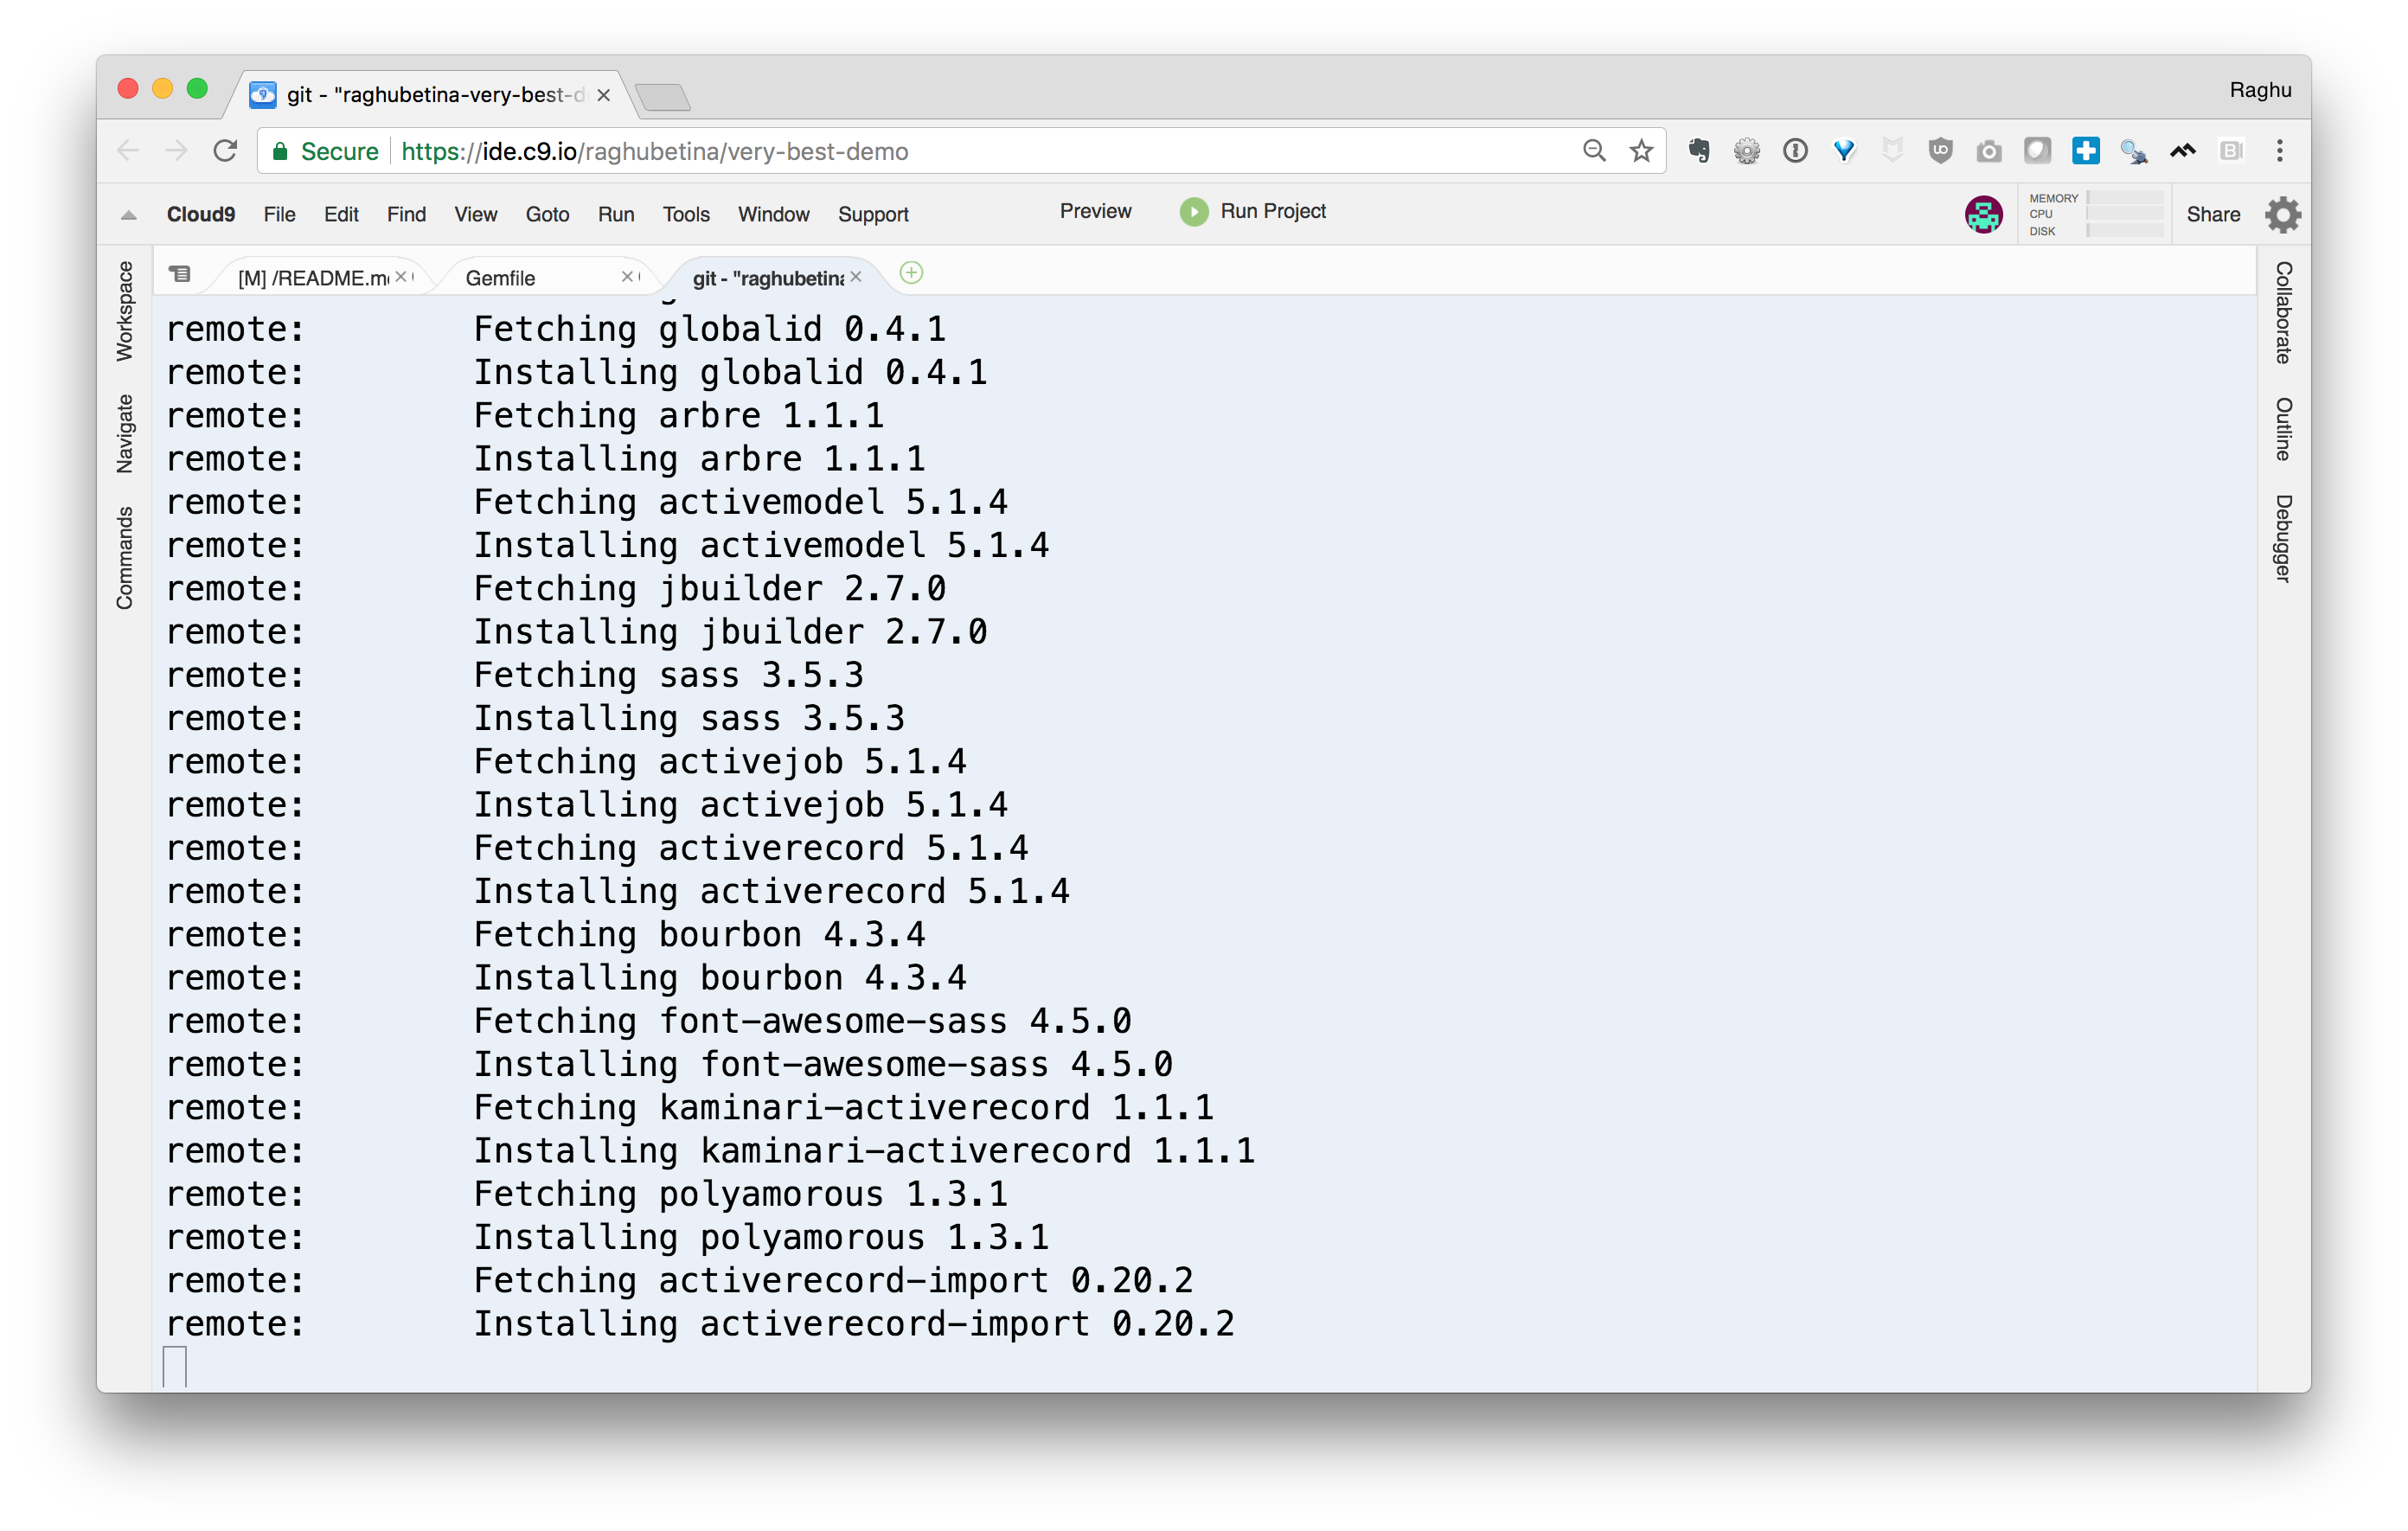 git - "raghubetina-very-best-d
Raghu
Secure https://ide.c9.io/raghubetina/very-best-demo
Cloud9 File Edit Find View Goto Run Tools Window Support Preview Run Project MEMORY CPU DISK Share
[M] /README.m Gemfile git - "raghubetina
Workspace
Navigate
Commands
remote: Fetching globalid 0.4.1
remote: Installing globalid 0.4.1
remote: Fetching arbre 1.1.1
remote: Installing arbre 1.1.1
remote: Fetching activemodel 5.1.4
remote: Installing activemodel 5.1.4
remote: Fetching jbuilder 2.7.0
remote: Installing jbuilder 2.7.0
remote: Fetching sass 3.5.3
remote: Installing sass 3.5.3
remote: Fetching activejob 5.1.4
remote: Installing activejob 5.1.4
remote: Fetching activerecord 5.1.4
remote: Installing activerecord 5.1.4
remote: Fetching bourbon 4.3.4
remote: Installing bourbon 4.3.4
remote: Fetching font-awesome-sass 4.5.0
remote: Installing font-awesome-sass 4.5.0
remote: Fetching kaminari-activerecord 1.1.1
remote: Installing kaminari-activerecord 1.1.1
remote: Fetching polyamorous 1.3.1
remote: Installing polyamorous 1.3.1
remote: Fetching activerecord-import 0.20.2
remote: Installing activerecord-import 0.20.2
Collaborate
Outline
Debugger